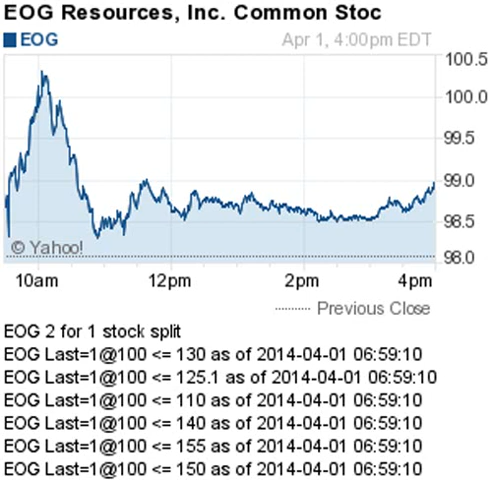 EOG Resources, Inc. Common Stoc
EOG
Apr 1, 4:00pm EDT
100.5
100.0
99.5
99.0
98.5
98.0
© Yahoo!
10am 12pm 2pm 4pm
Previous Close
EOG 2 for 1 stock split
EOG Last=1@100 <= 130 as of 2014-04-01 06:59:10
EOG Last=1@100 <= 125.1 as of 2014-04-01 06:59:10
EOG Last=1@100 <= 110 as of 2014-04-01 06:59:10
EOG Last=1@100 <= 140 as of 2014-04-01 06:59:10
EOG Last=1@100 <= 155 as of 2014-04-01 06:59:10
EOG Last=1@100 <= 150 as of 2014-04-01 06:59:10